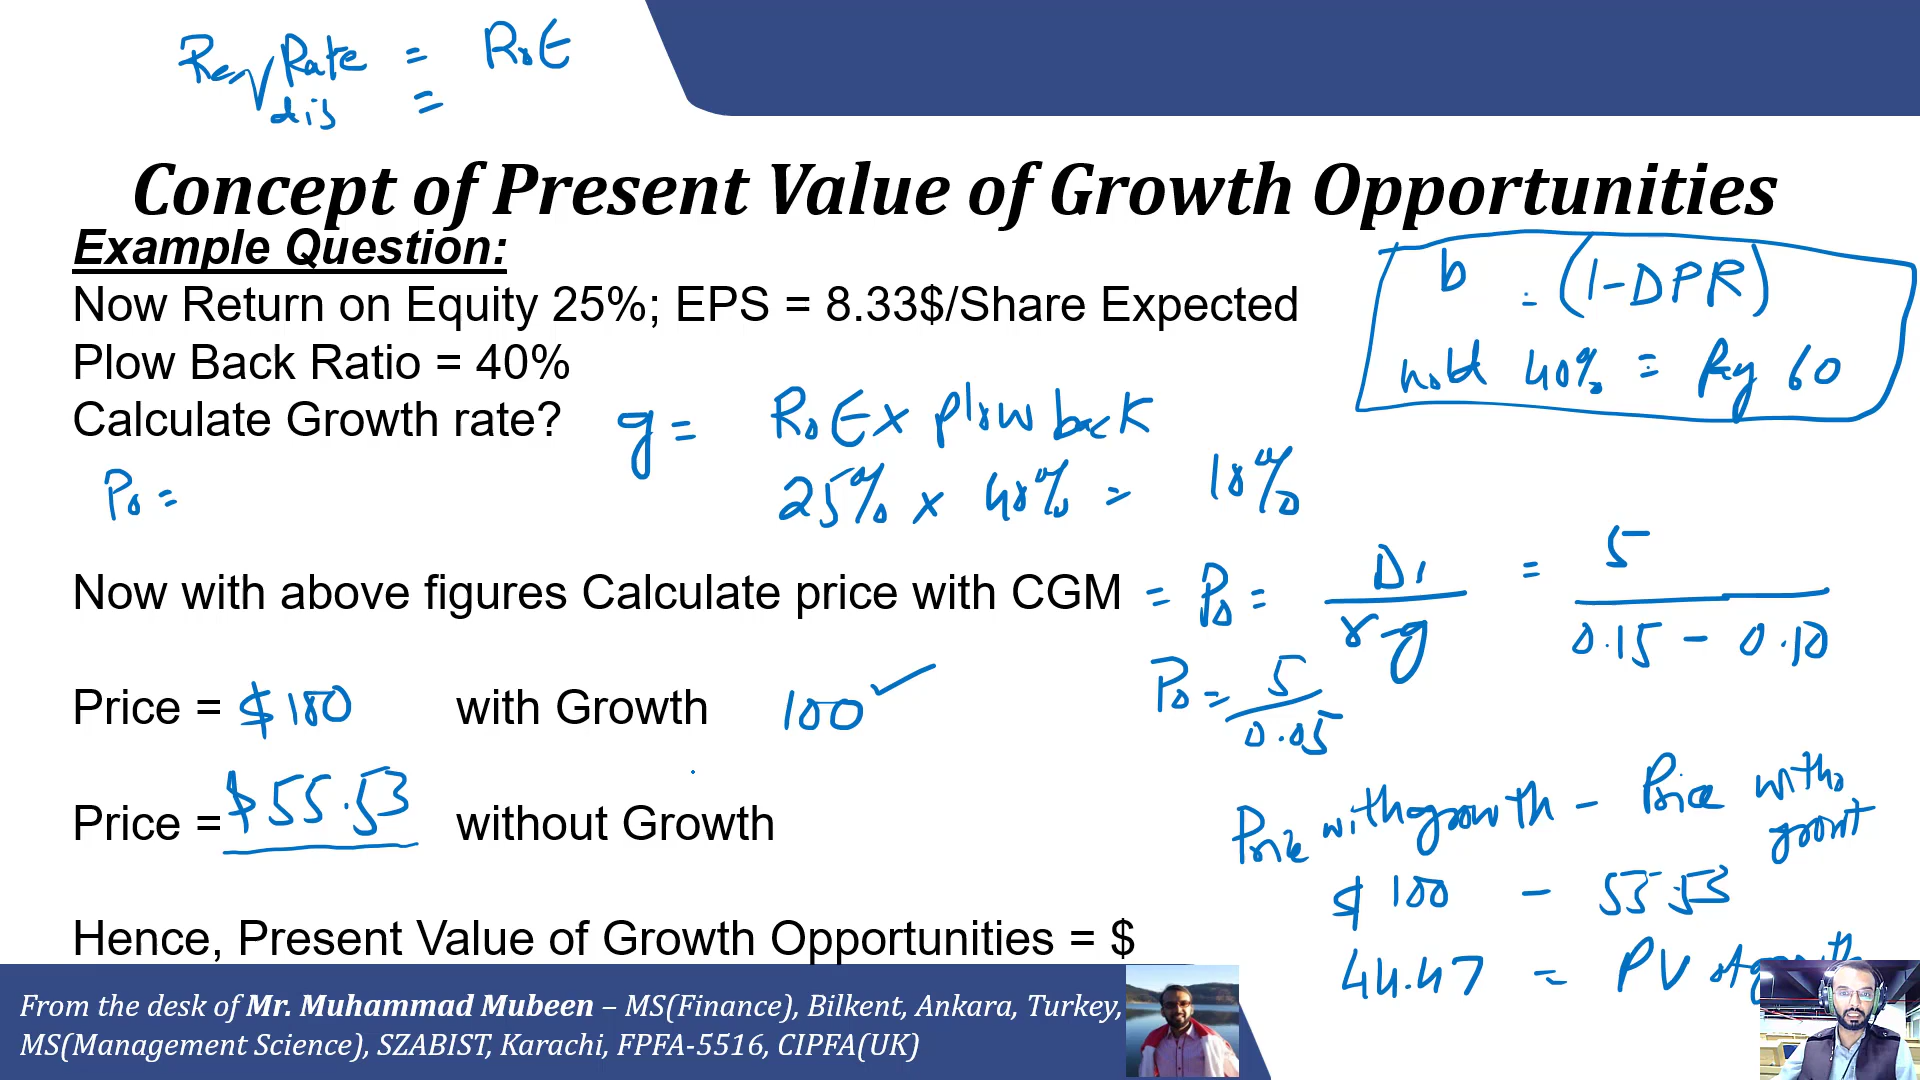 Req Rate = RoE
dis =
Concept of Present Value of Growth Opportunities
Example Question:
Now Return on Equity 25%; EPS = 8.33$/Share Expected
Plow Back Ratio = 40%
Calculate Growth rate?
b = (1-DPR)
hold 40% = Pay 60
g = RoE x plow back
25% x 40% = 10%
P0 =
Now with above figures Calculate price with CGM = P0 = D1 / r-g = 5 / 0.15 - 0.10
P0 = 5 / 0.05
Price = $100 with Growth 100 ✓
Price = $55.53 without Growth
Price with growth - Price witho growt
$ 100 - 55.53
44.47 = PV of growth
Hence, Present Value of Growth Opportunities = $
From the desk of Mr. Muhammad Mubeen – MS(Finance), Bilkent, Ankara, Turkey,
MS(Management Science), SZABIST, Karachi, FPFA-5516, CIPFA(UK)